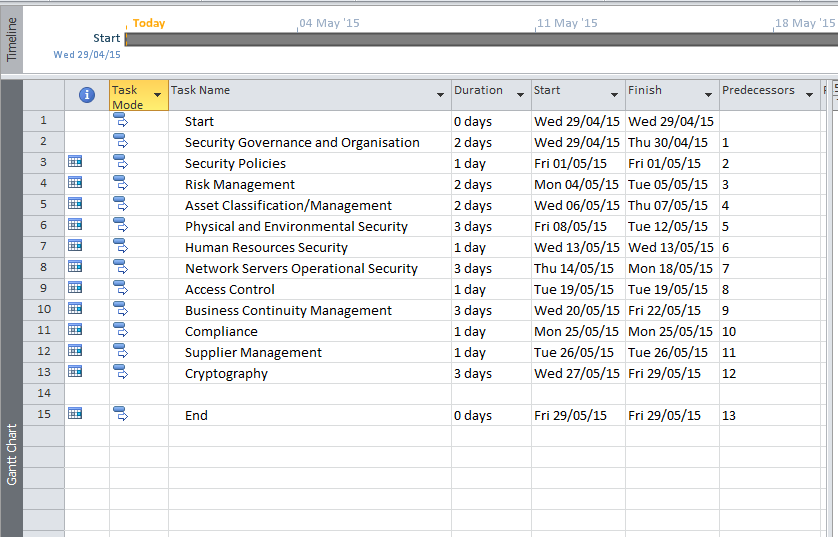 Timeline
Today
04 May '15
11 May '15
18 May '15
Start
Wed 29/04/15
Task Mode Task Name Duration Start Finish Predecessors
1 Start 0 days Wed 29/04/15 Wed 29/04/15
2 Security Governance and Organisation 2 days Wed 29/04/15 Thu 30/04/15 1
3 Security Policies 1 day Fri 01/05/15 Fri 01/05/15 2
4 Risk Management 2 days Mon 04/05/15 Tue 05/05/15 3
5 Asset Classification/Management 2 days Wed 06/05/15 Thu 07/05/15 4
6 Physical and Environmental Security 3 days Fri 08/05/15 Tue 12/05/15 5
7 Human Resources Security 1 day Wed 13/05/15 Wed 13/05/15 6
8 Network Servers Operational Security 3 days Thu 14/05/15 Mon 18/05/15 7
9 Access Control 1 day Tue 19/05/15 Tue 19/05/15 8
10 Business Continuity Management 3 days Wed 20/05/15 Fri 22/05/15 9
11 Compliance 1 day Mon 25/05/15 Mon 25/05/15 10
12 Supplier Management 1 day Tue 26/05/15 Tue 26/05/15 11
13 Cryptography 3 days Wed 27/05/15 Fri 29/05/15 12
14
15 End 0 days Fri 29/05/15 Fri 29/05/15 13
Gantt Chart